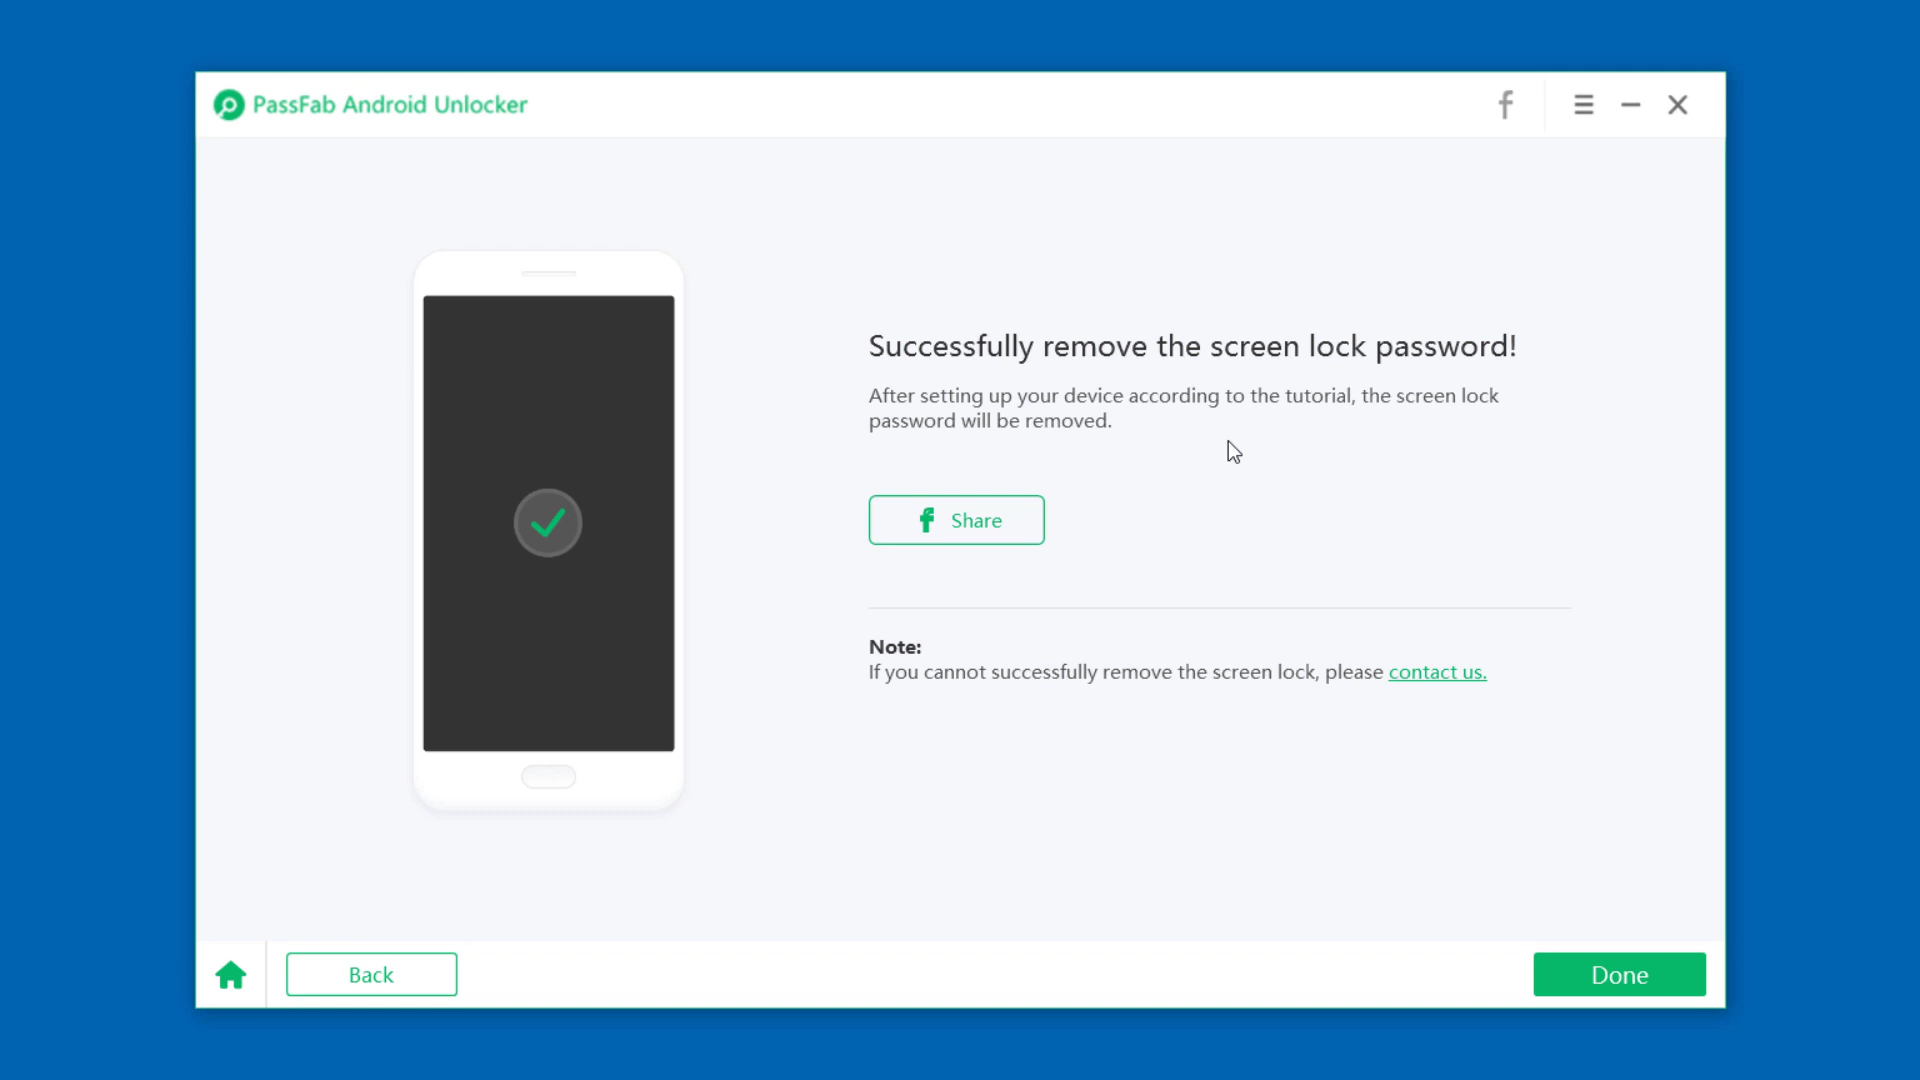 PassFab Android Unlocker
Successfully remove the screen lock password!
After setting up your device according to the tutorial, the screen lock
password will be removed.
Share
Note:
If you cannot successfully remove the screen lock, please contact us.
Back
Done